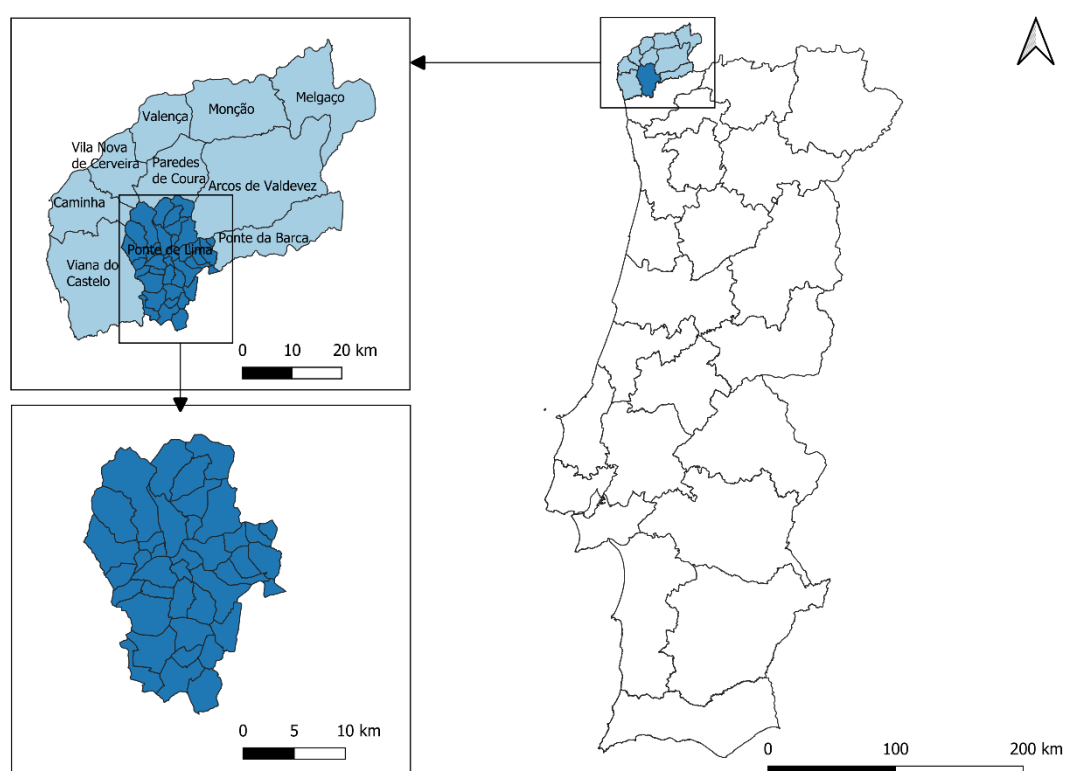 Melgaço
Monção
Valença
Vila Nova
de Cerveira
Paredes
de Coura
Arcos de Valdevez
Caminha
Ponte da Barca
Ponte de Lima
Viana do
Castelo
0 10 20 km
0 5 10 km
0 100 200 km